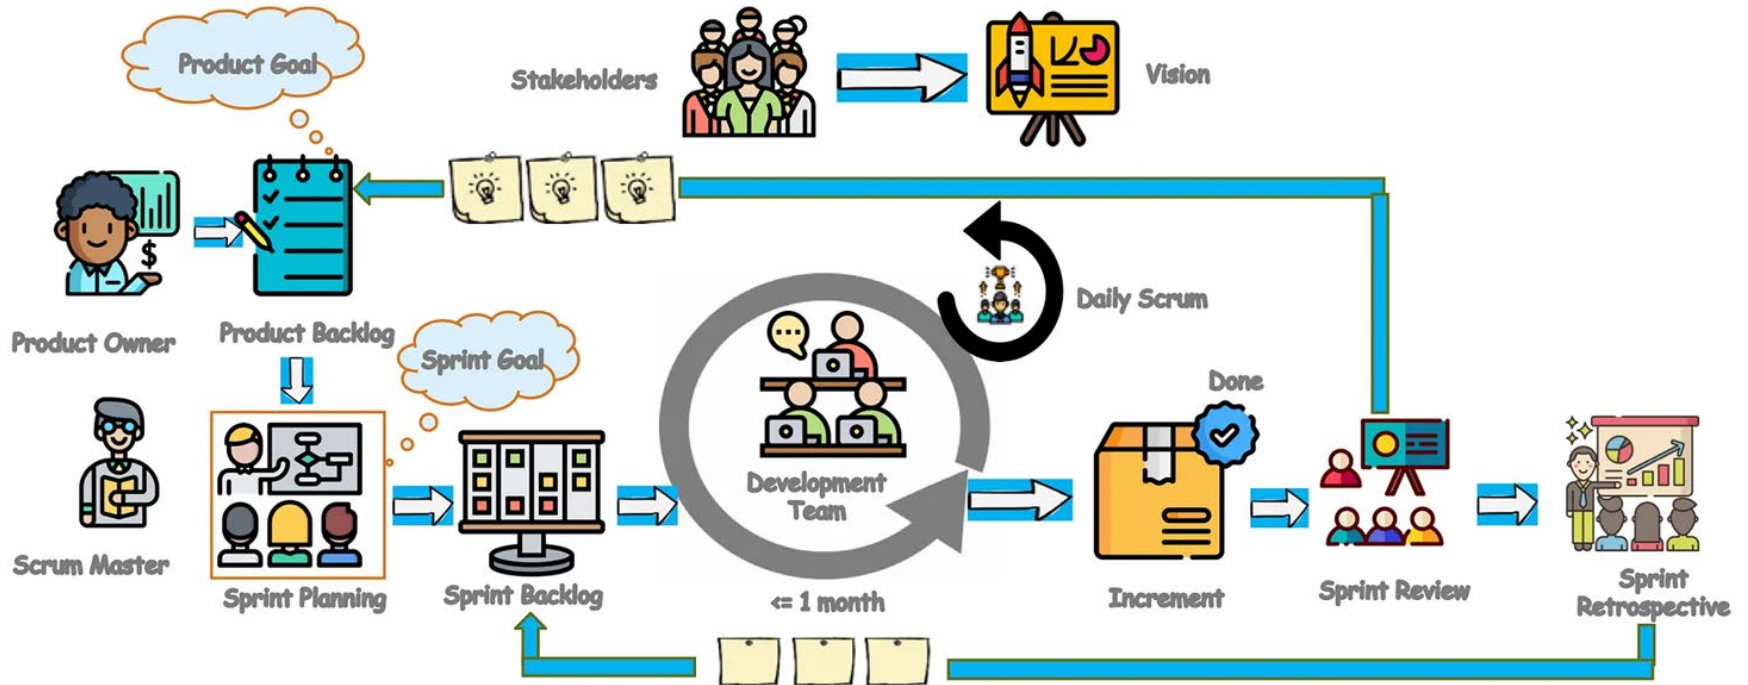 Product Goal
Stakeholders
Vision
Product Owner
Product Backlog
$
Daily Scrum
Sprint Goal
Done
Scrum Master
Sprint Planning
Sprint Backlog
Development
Team
<= 1 month
Increment
Sprint Review
Sprint
Retrospective